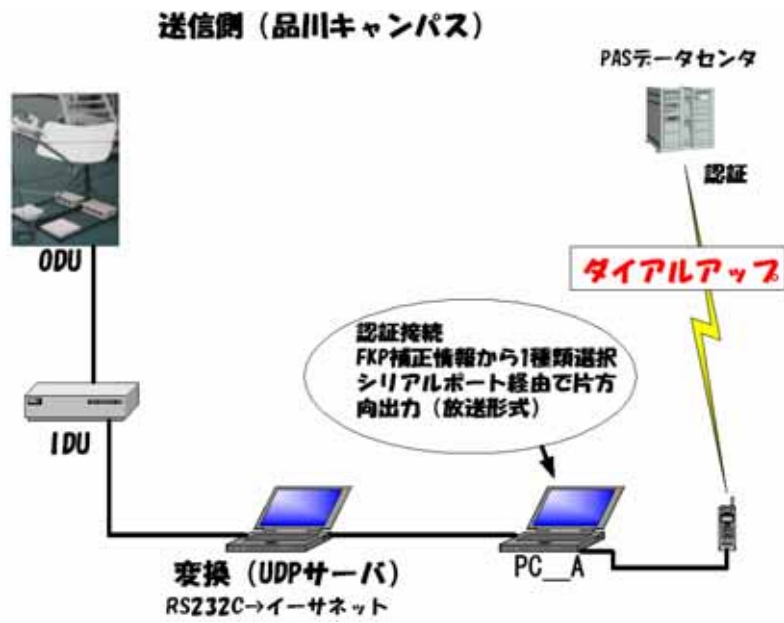 送信側（品川キャンパス）
PASデータセンタ
認証
ODU
ダイアルアップ
認証接続
FKP補正情報から1種類選択
シリアルポート経由で片方
向出力（放送形式）
IDU
変換（UDPサーバ）
RS232C→イーサネット
PC__A